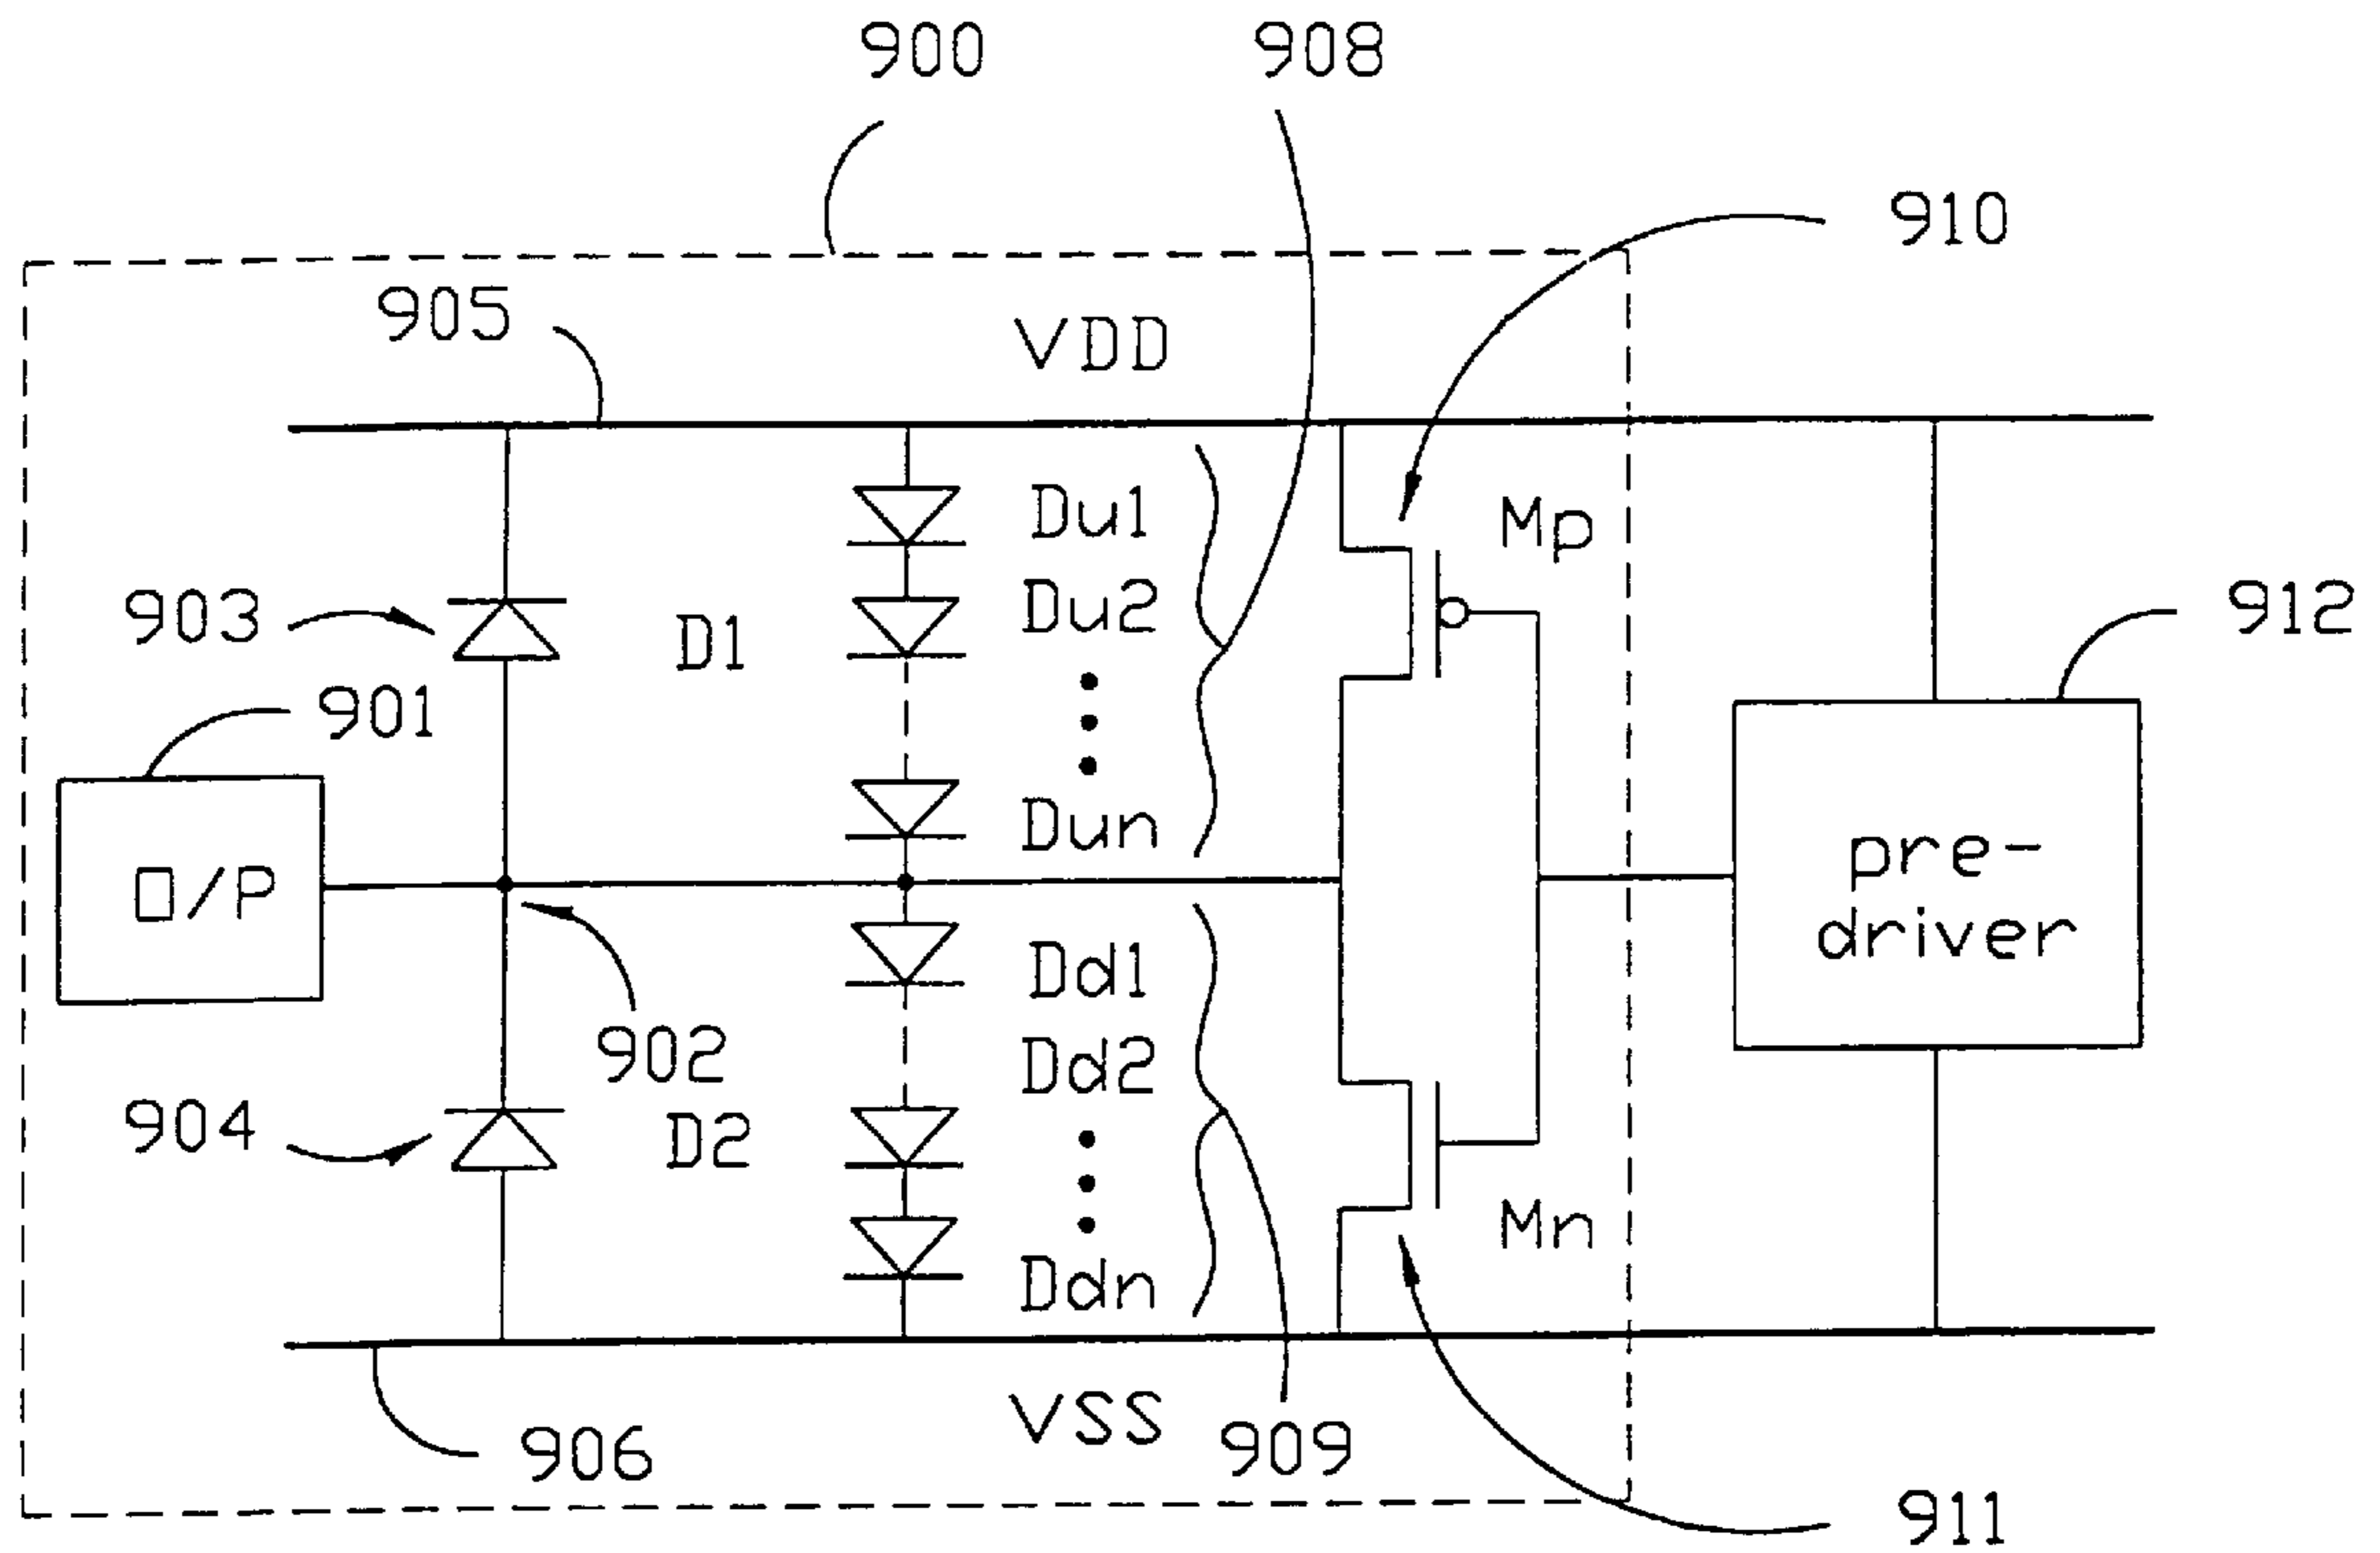 900
908
910
905
VDD
Du1
Mp
903
Du2
912
D1
901
Dun
O/P
pre-
driver
Dd1
902
Dd2
904
D2
Mn
Ddn
VSS
909
906
911